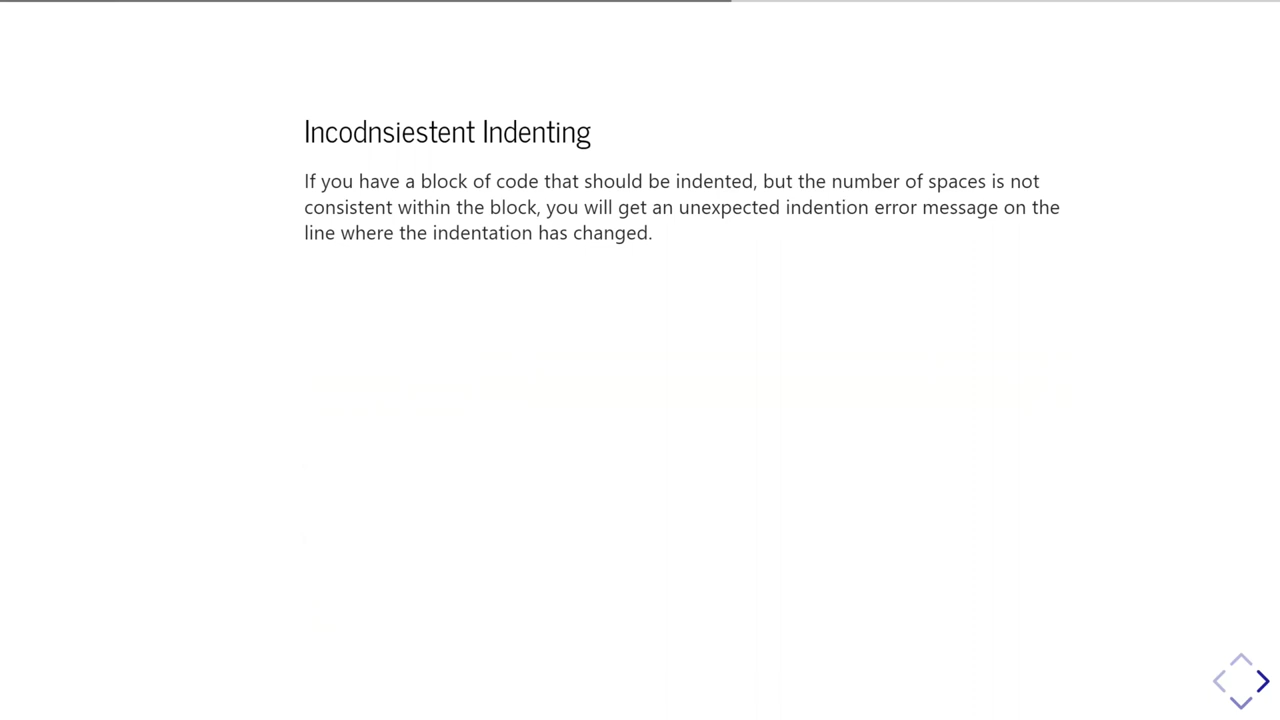 Incodnsiestent Indenting
If you have a block of code that should be indented, but the number of spaces is not
consistent within the block, you will get an unexpected indention error message on the
line where the indentation has changed.